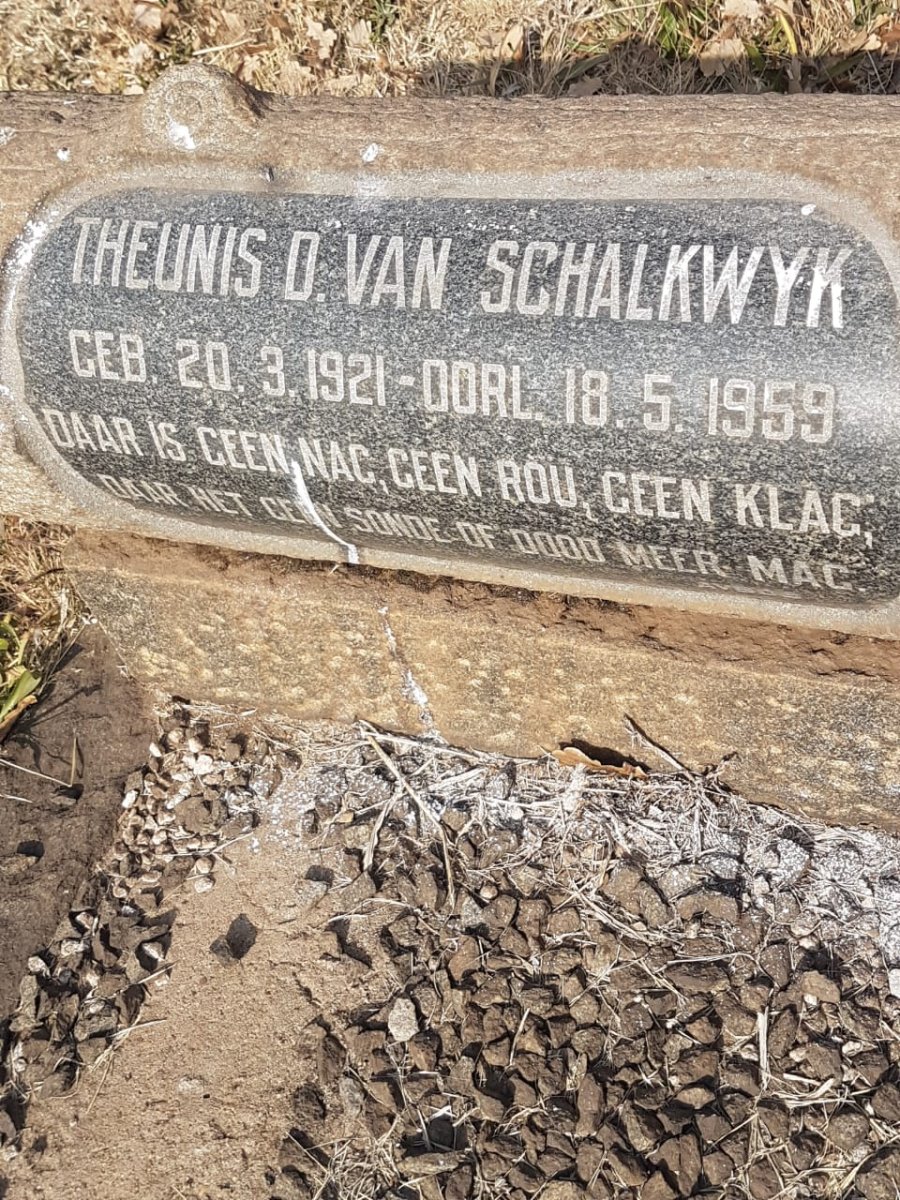 THEUNIS D. VAN SCHALKWYK
GEB. 20. 3. 1921 - OORL. 18. 5. 1959
DAAR IS GEEN NAG, GEEN ROU, GEEN KLAG,
DAAR HET GEEN SONDE OF DOOD MEER MAG